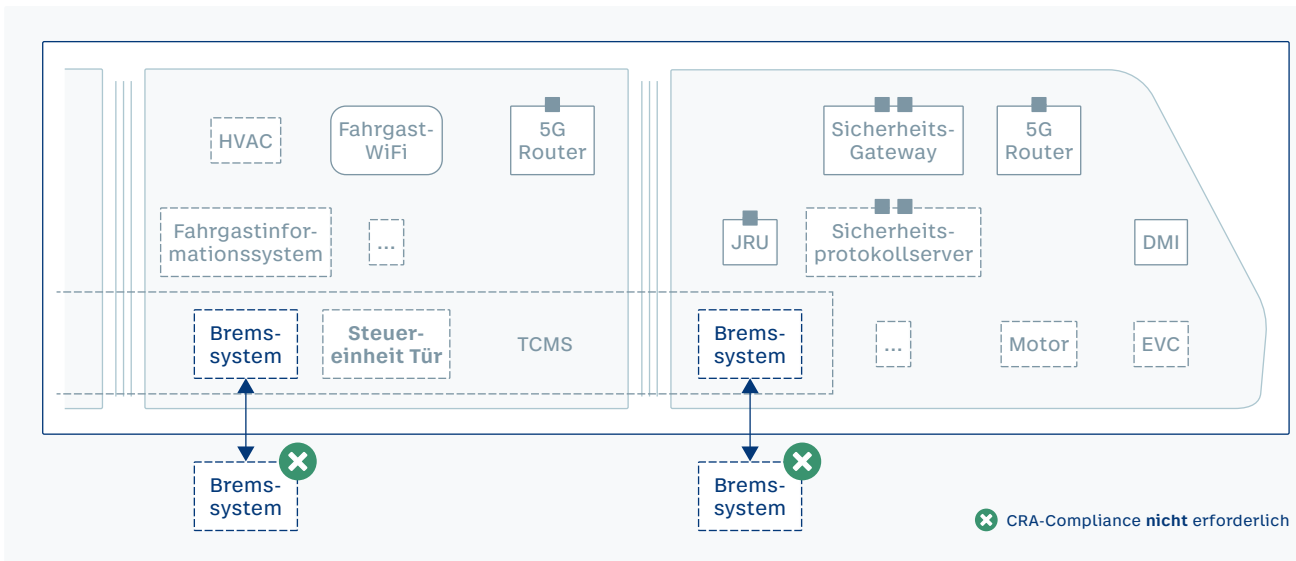 HVAC
Fahrgast-
WiFi
5G
Router
Sicherheits-
Gateway
5G
Router
Fahrgastinfor-
mationssystem
...
JRU
Sicherheits-
protokollserver
DMI
Brems-
system
Steuer-
einheit Tür
TCMS
Brems-
system
...
Motor
EVC
Brems-
system
Brems-
system
CRA-Compliance nicht erforderlich